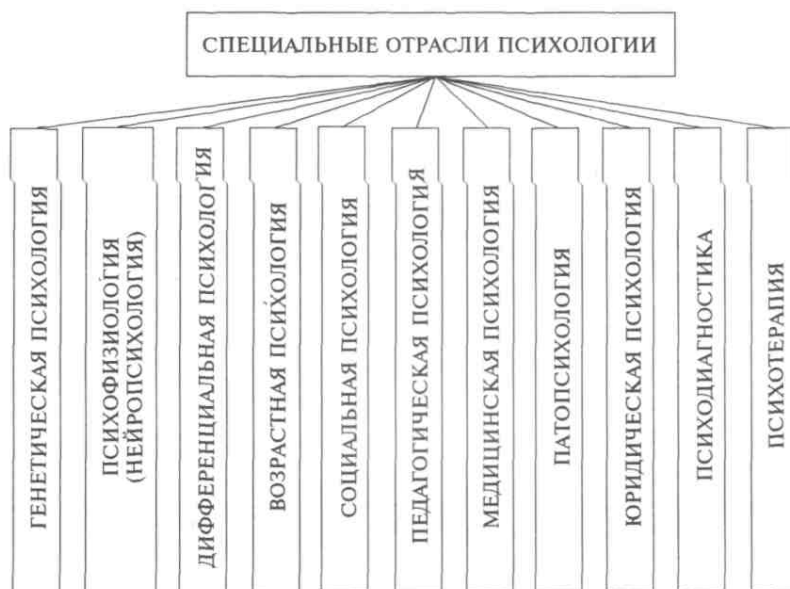 СПЕЦИАЛЬНЫЕ ОТРАСЛИ ПСИХОЛОГИИ
ГЕНЕТИЧЕСКАЯ ПСИХОЛОГИЯ
ПСИХОФИЗИОЛОГИЯ
(НЕЙРОПСИХОЛОГИЯ)
ДИФФЕРЕНЦИАЛЬНАЯ ПСИХОЛОГИЯ
ВОЗРАСТНАЯ ПСИХОЛОГИЯ
СОЦИАЛЬНАЯ ПСИХОЛОГИЯ
ПЕДАГОГИЧЕСКАЯ ПСИХОЛОГИЯ
МЕДИЦИНСКАЯ ПСИХОЛОГИЯ
ПАТОПСИХОЛОГИЯ
ЮРИДИЧЕСКАЯ ПСИХОЛОГИЯ
ПСИХОДИАГНОСТИКА
ПСИХОТЕРАПИЯ